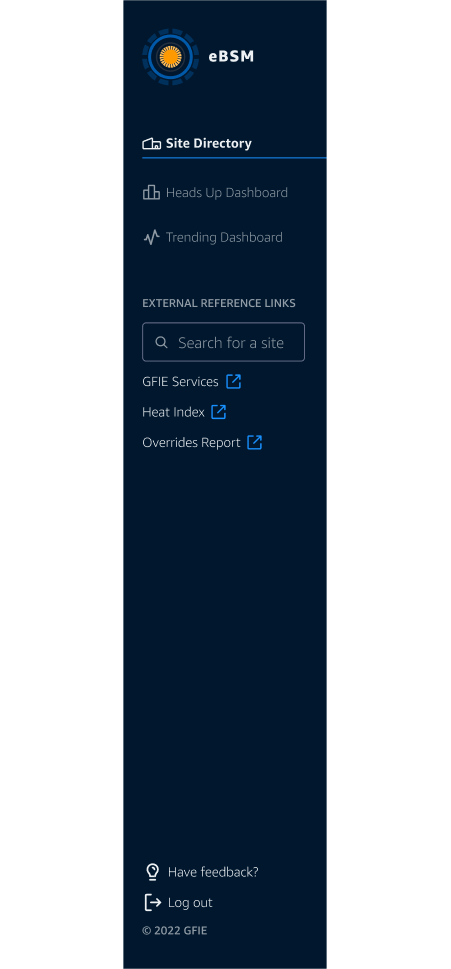 eBSM
Site Directory
Heads Up Dashboard
Trending Dashboard
EXTERNAL REFERENCE LINKS
Search for a site
GFIE Services
Heat Index
Overrides Report
Have feedback?
Log out
© 2022 GFIE